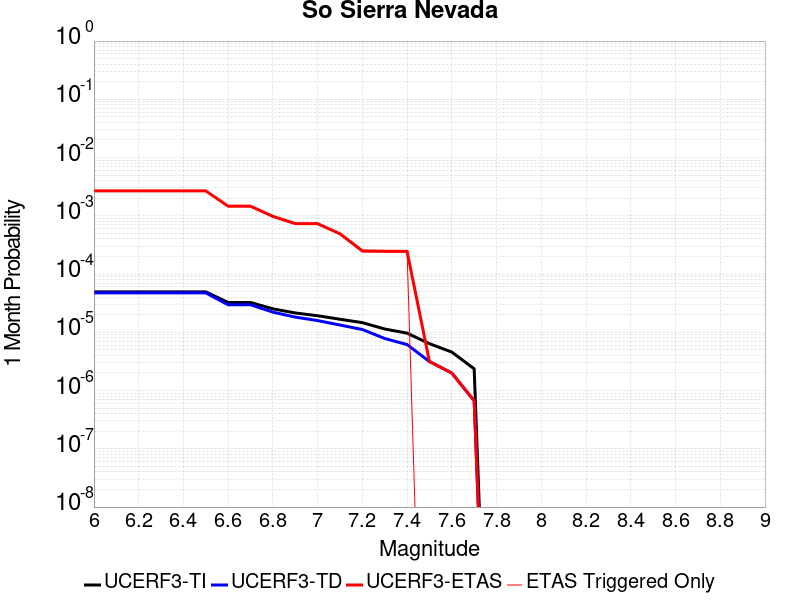 So Sierra Nevada
10^0
10^-1
10^-2
10^-3
10^-4
10^-5
10^-6
10^-7
10^-8
1 Month Probability
6 6.2 6.4 6.6 6.8 7 7.2 7.4 7.6 7.8 8 8.2 8.4 8.6 8.8 9
Magnitude
UCERF3-TI UCERF3-TD UCERF3-ETAS ETAS Triggered Only